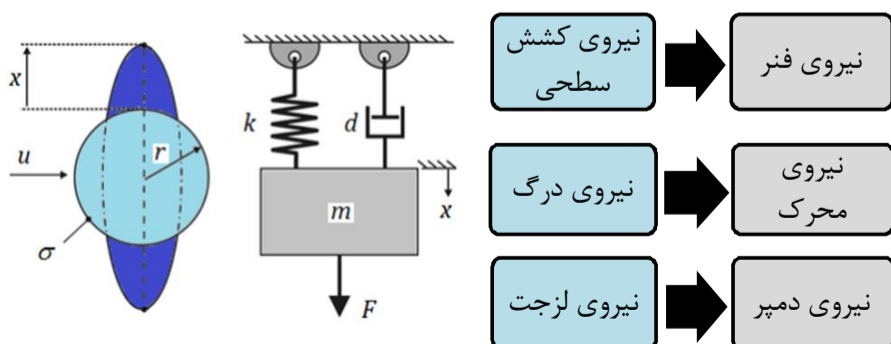 x
u
r
σ
k
d
m
x
F
نیروی کشش
سطحی
نیروی فنر
نیروی درگ
نیروی
محرک
نیروی لزجت
نیروی دمپر